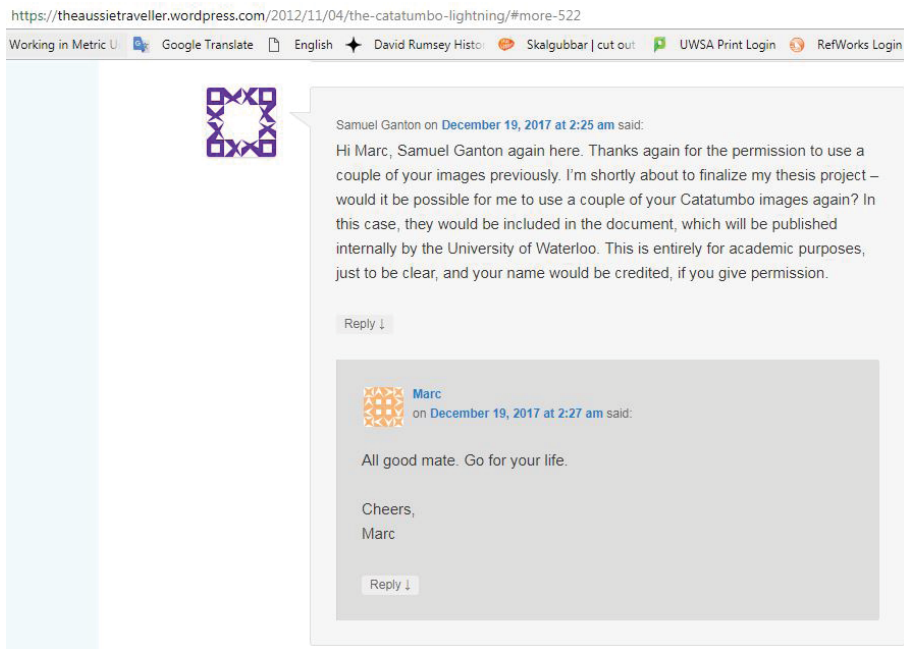 https://theaussietraveller.wordpress.com/2012/11/04/the-catatumbo-lightning/#more-522
Working in Metric U Google Translate English David Rumsey Histo Skalgubbar | cut out UWSA Print Login RefWorks Login
Samuel Ganton on December 19, 2017 at 2:25 am said:
Hi Marc, Samuel Ganton again here. Thanks again for the permission to use a
couple of your images previously. I'm shortly about to finalize my thesis project –
would it be possible for me to use a couple of your Catatumbo images again? In
this case, they would be included in the document, which will be published
internally by the University of Waterloo. This is entirely for academic purposes,
just to be clear, and your name would be credited, if you give permission.
Reply ↓
Marc
on December 19, 2017 at 2:27 am said:
All good mate. Go for your life.
Cheers,
Marc
Reply ↓